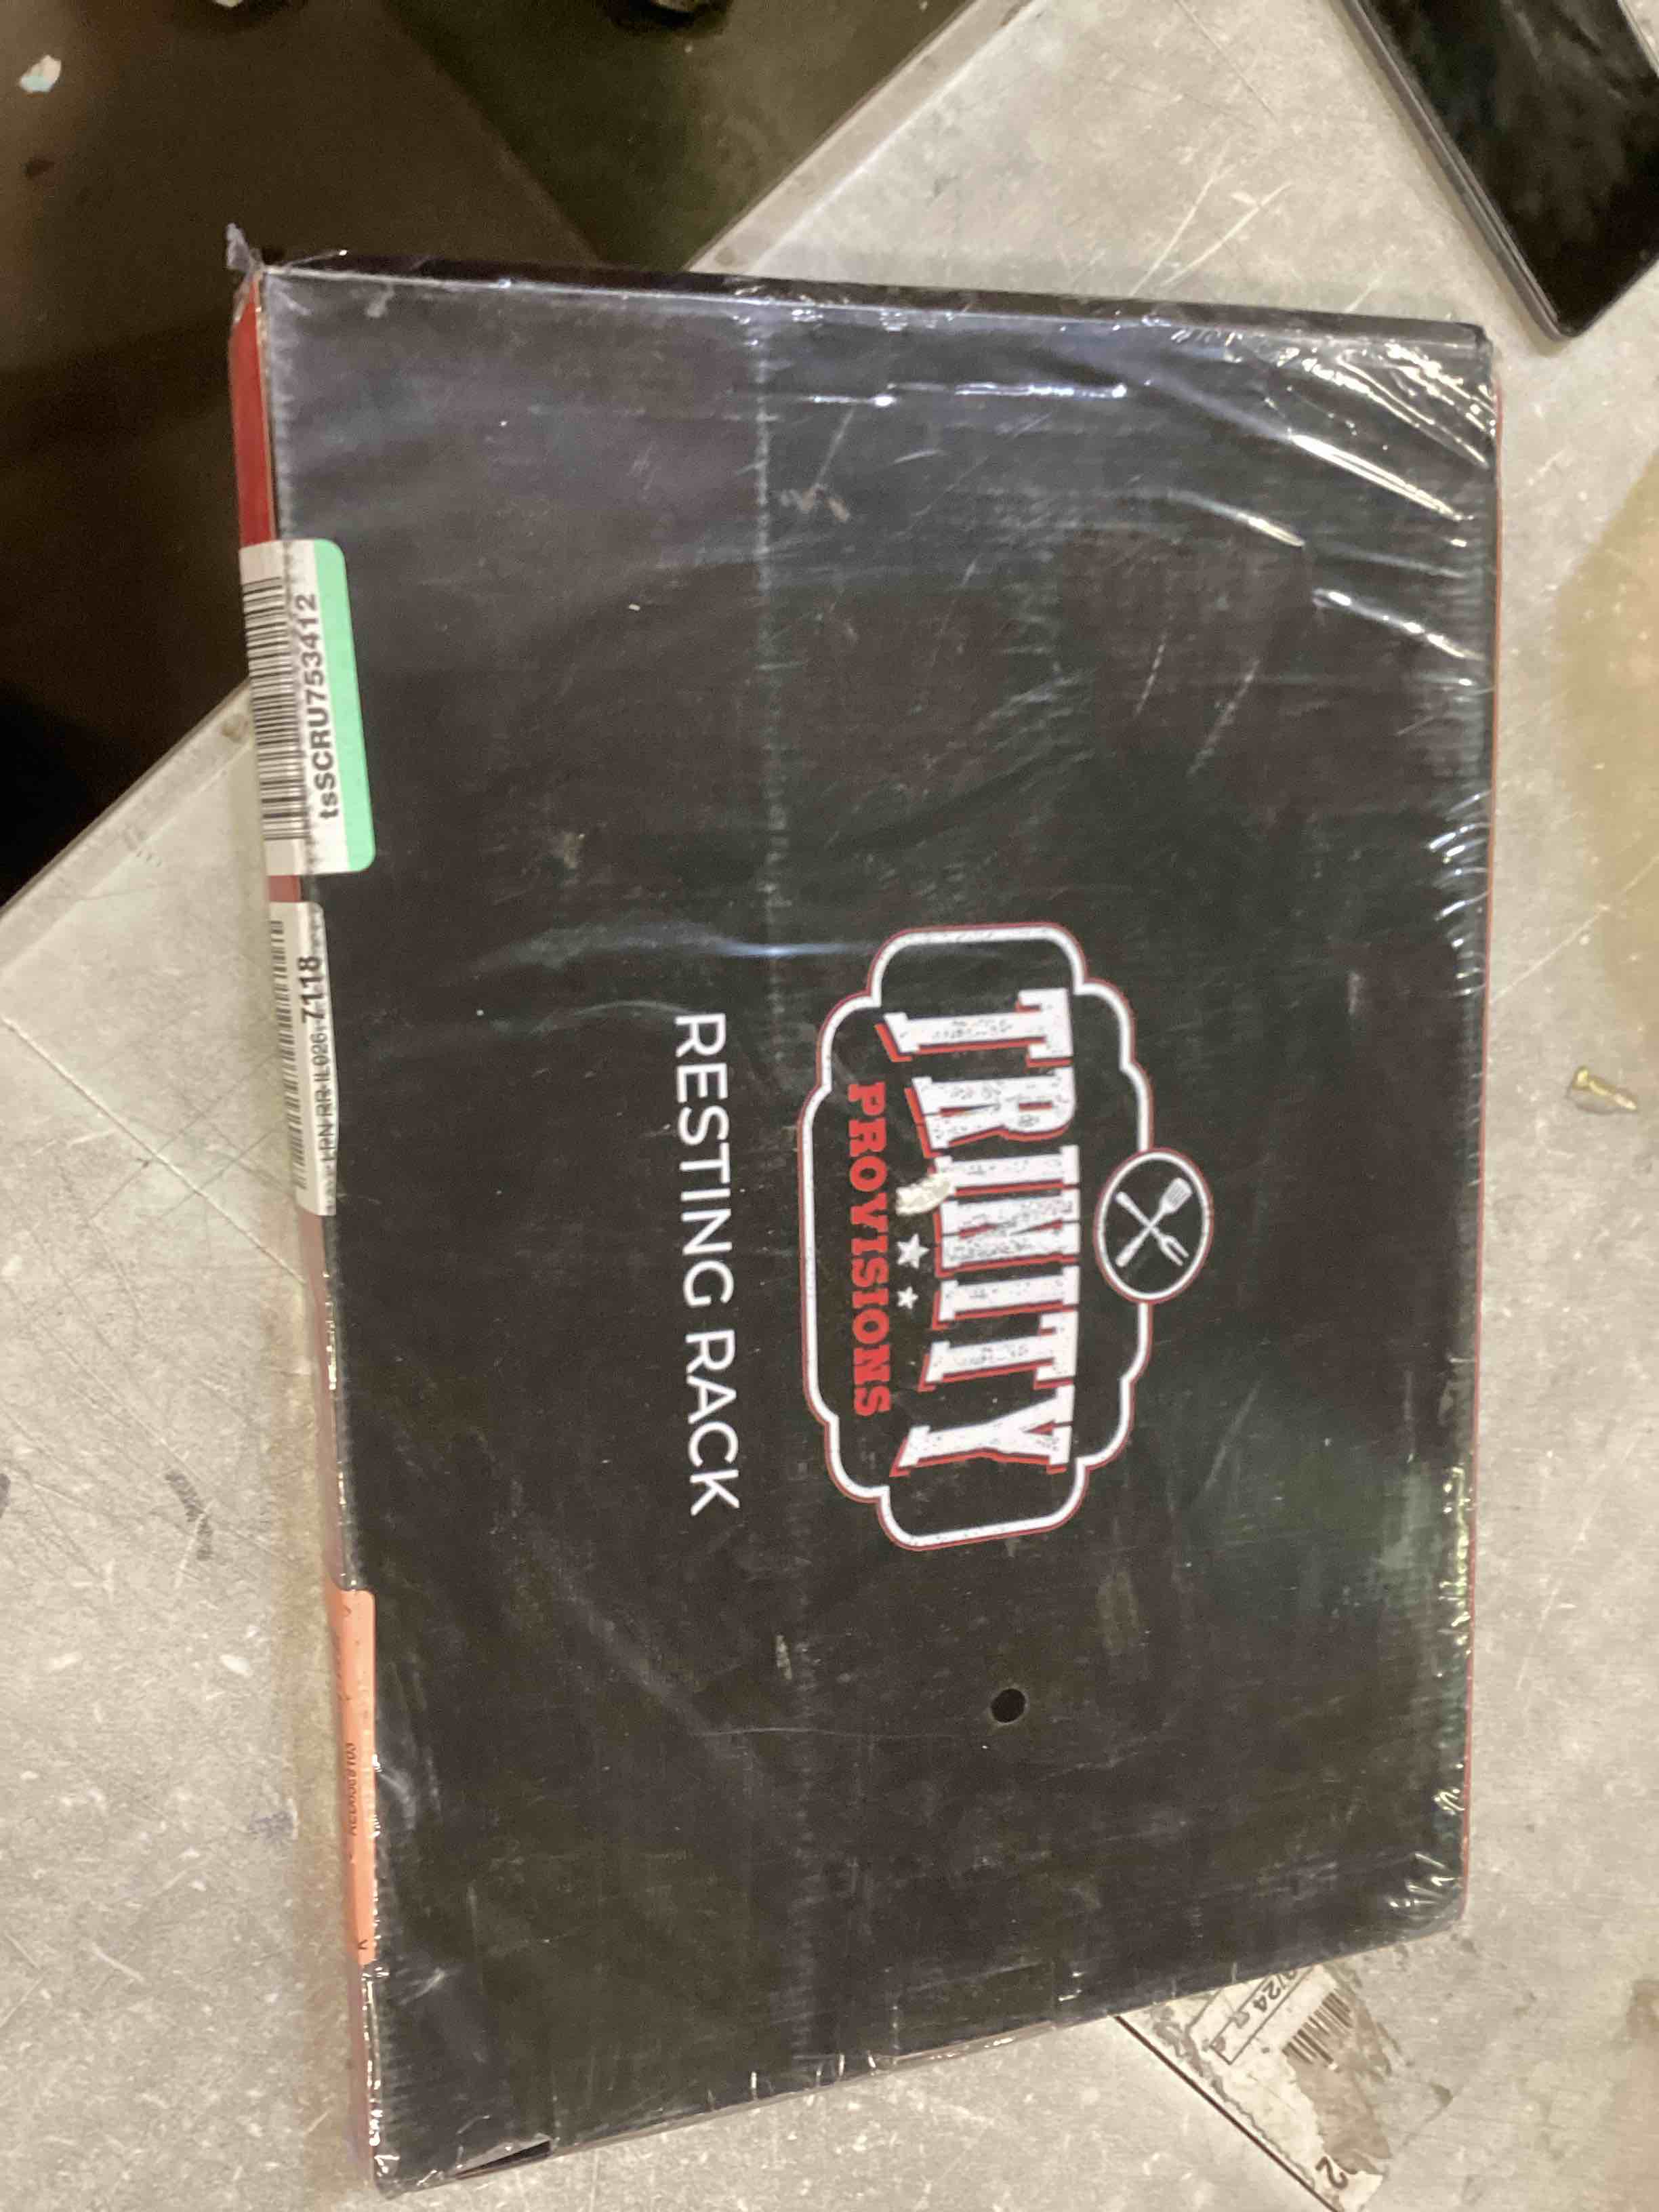 TRINITY
PROVISIONS
RESTING RACK
tsSCRU753412
7118